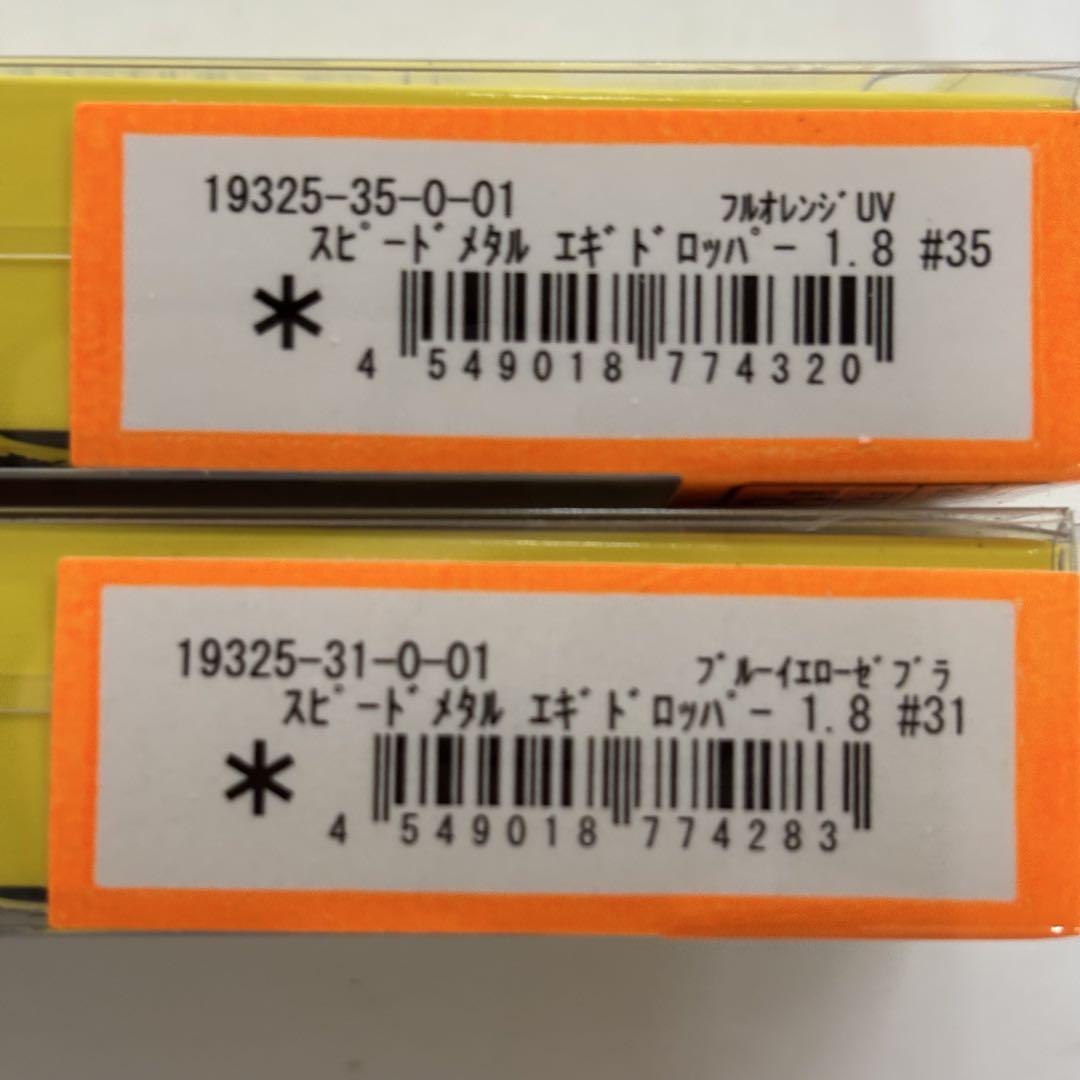 19325-35-0-01
フルオレンジUV
スピードメタル エギドロッパー 1.8 #35
*
4 549018 774320
19325-31-0-01
ブルーイエローゼブラ
スピードメタル エギドロッパー 1.8 #31
*
4 549018 774283